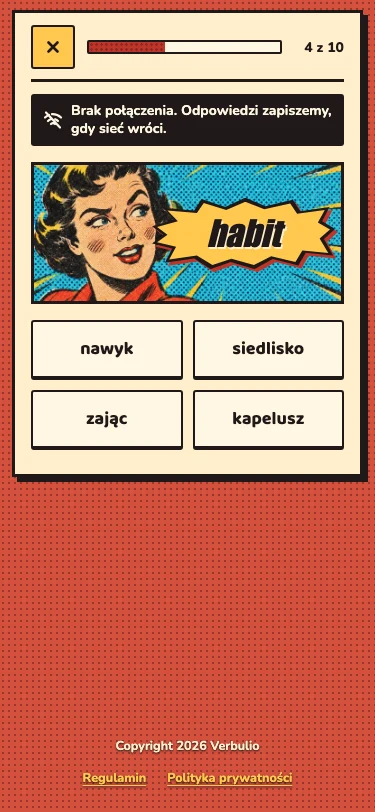 4 z 10
Brak połączenia. Odpowiedzi zapiszemy,
gdy sieć wróci.
habit
nawyk
siedlisko
zając
kapelusz
Copyright 2026 Verbulio
Regulamin
Polityka prywatności